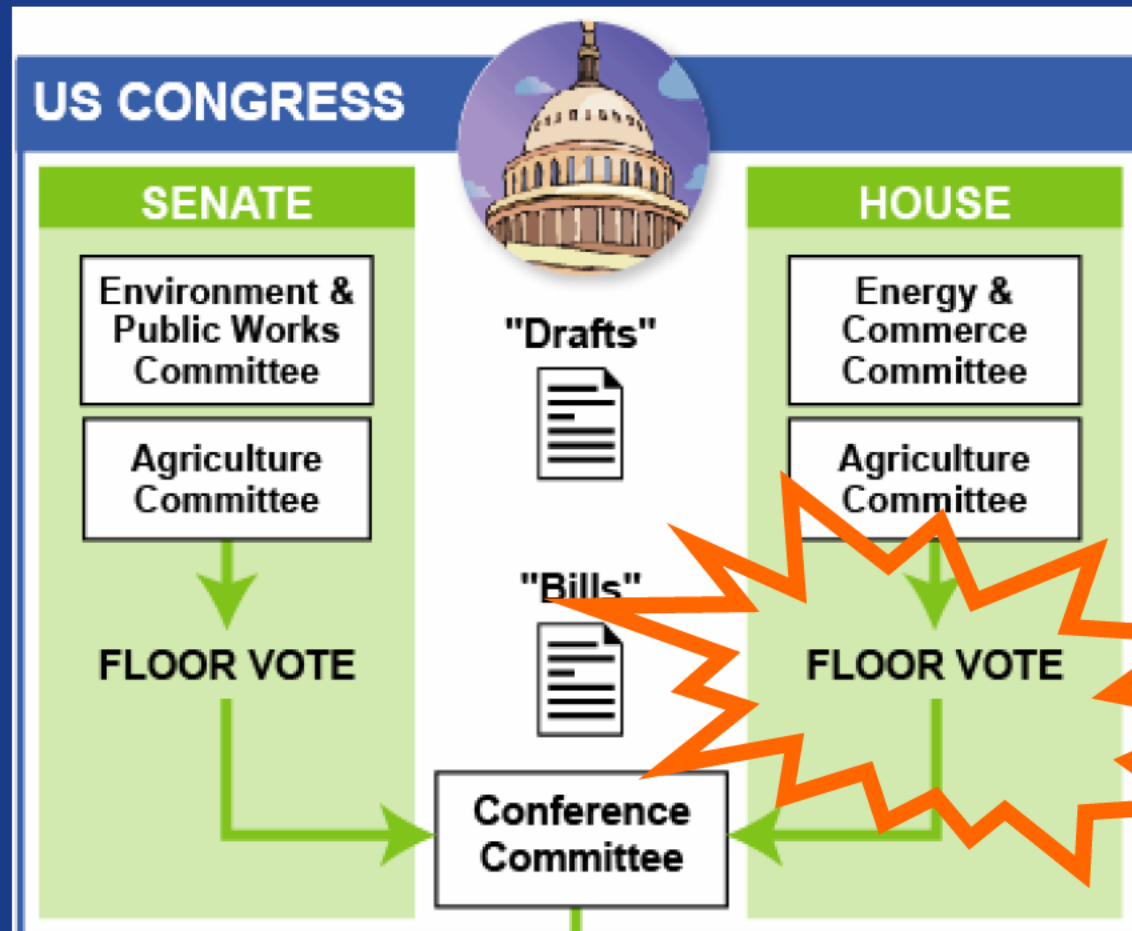 US CONGRESS
SENATE
Environment &
Public Works
Committee
Agriculture
Committee
FLOOR VOTE
"Drafts"
"Bills"
HOUSE
Energy &
Commerce
Committee
Agriculture
Committee
FLOOR VOTE
Conference
Committee